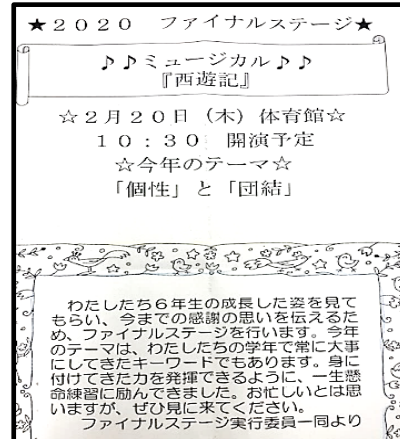 ★２０２０　ファイナルステージ★
♪♪ミュージカル♪♪
『西遊記』
☆２月２０日（木）体育館☆
１０：３０　開演予定
☆今年のテーマ☆
「個性」と「団結」
わたしたち６年生の成長した姿を見て
もらい、今までの感謝の思いを伝えるた
め、ファイナルステージを行います。今年
のテーマは、わたしたちの学年で常に大事
にしてきたキーワードでもあります。身に
付けてきた力を発揮できるように、一生懸
命練習に励んできました。お忙しいとは思
いますが、ぜひ見に来てください。
ファイナルステージ実行委員一同より